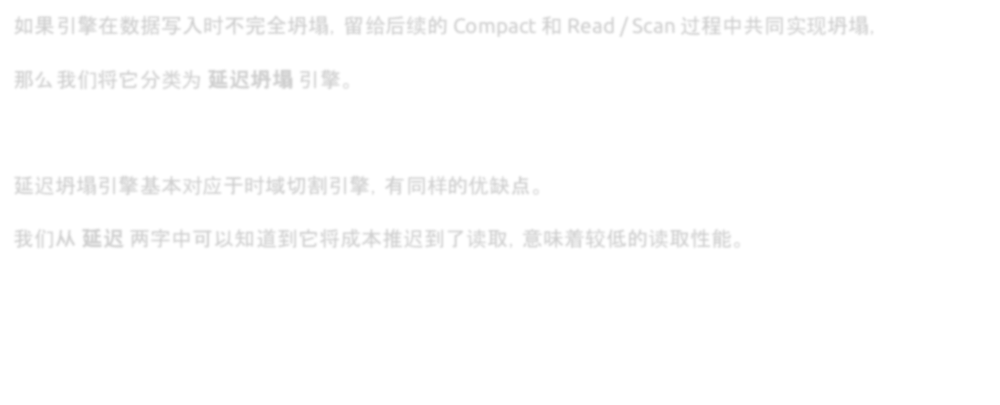 如果引擎在数据写入时不完全坍塌, 留给后续的 Compact 和 Read / Scan 过程中共同实现坍塌,
那么我们将它分类为 延迟坍塌 引擎。
延迟坍塌引擎基本对应于时域切割引擎, 有同样的优缺点。
我们从 延迟 两字中可以知道到它将成本推迟到了读取, 意味着较低的读取性能。